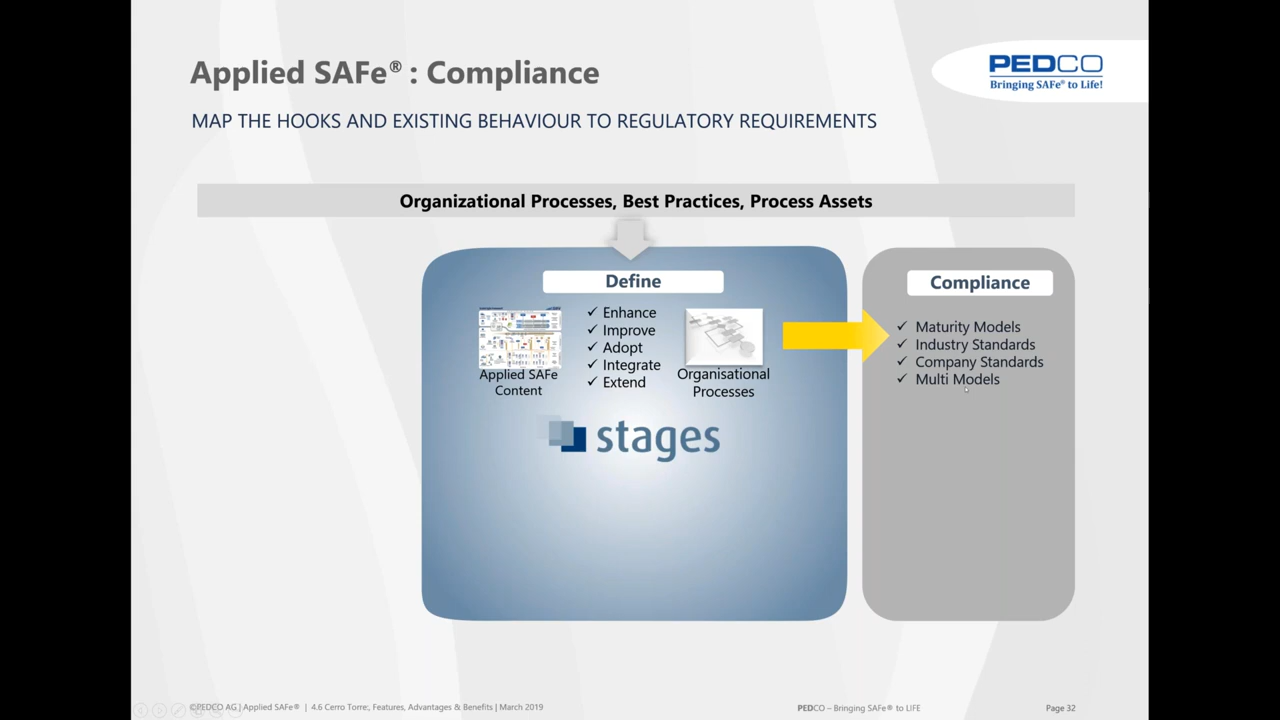 Applied SAFe® : Compliance
PEDCO
Bringing SAFe® to Life!
MAP THE HOOKS AND EXISTING BEHAVIOUR TO REGULATORY REQUIREMENTS
Organizational Processes, Best Practices, Process Assets
Define
✓ Enhance
✓ Improve
✓ Adopt
✓ Integrate
✓ Extend
Applied SAFe
Content
Organisational
Processes
stages
Compliance
✓ Maturity Models
✓ Industry Standards
✓ Company Standards
✓ Multi Models
©PEDCO AG | Applied SAFe® | 4.6 Cerro Torre:, Features, Advantages & Benefits | March 2019
PEDCO – Bringing SAFe® to LIFE
Page 32